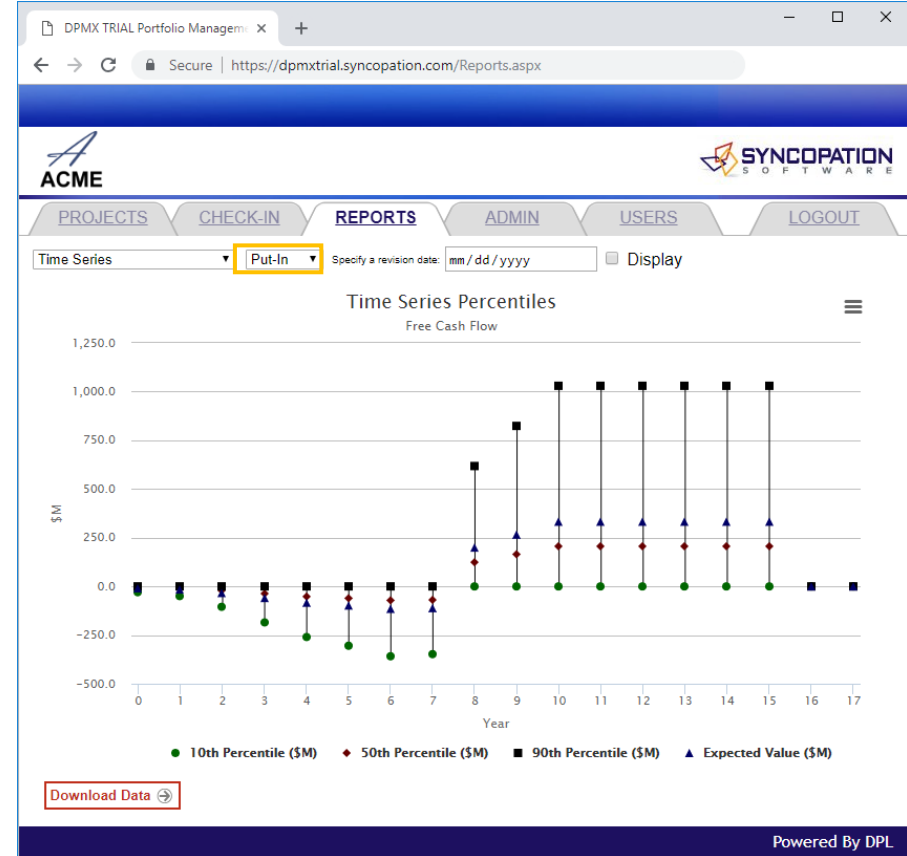 DPMX TRIAL Portfolio Managem
Secure | https://dpmxtrial.syncopation.com/Reports.aspx
ACME
SYNCOPATION
SOFTWARE
PROJECTS CHECK-IN REPORTS ADMIN USERS LOGOUT
Time Series Put-In Specify a revision date: mm/dd/yyyy Display
Time Series Percentiles
Free Cash Flow
1,250.0
1,000.0
750.0
500.0
250.0
0.0
-250.0
-500.0
$M
0 1 2 3 4 5 6 7 8 9 10 11 12 13 14 15 16 17
Year
10th Percentile ($M) 50th Percentile ($M) 90th Percentile ($M) Expected Value ($M)
Download Data
Powered By DPL